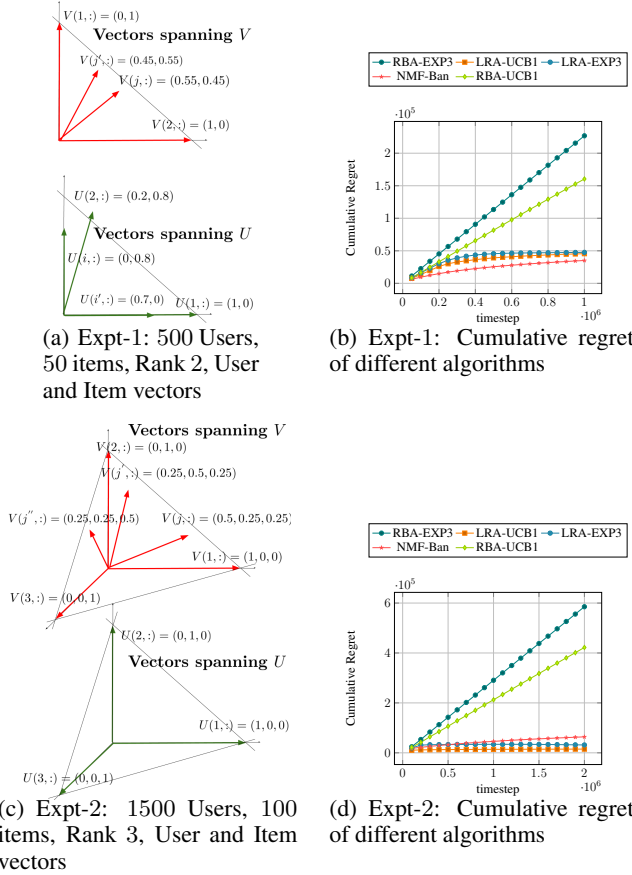 V(1,:) = (0,1)
Vectors spanning V
V(j′,:) = (0.45,0.55)
V(j,:) = (0.55,0.45)
V(2,:) = (1,0)
U(2,:) = (0.2,0.8)
Vectors spanning U
U(i,:) = (0,0.8)
U(i′,:) = (0.7,0)
U(1,:) = (1,0)
(a) Expt-1: 500 Users,
50 items, Rank 2, User
and Item vectors
RBA-EXP3 LRA-UCB1 LRA-EXP3
NMF-Ban RBA-UCB1
·10⁵
Cumulative Regret
2
1.5
1
0.5
0
0 0.2 0.4 0.6 0.8 1
timestep
·10⁶
(b) Expt-1: Cumulative regret
of different algorithms
Vectors spanning V
V(2,:) = (0,1,0)
V(j′,:) = (0.25,0.5,0.25)
V(j″,:) = (0.25,0.25,0.5)
V(j,:) = (0.5,0.25,0.25)
V(1,:) = (1,0,0)
V(3,:) = (0,0,1)
U(2,:) = (0,1,0)
Vectors spanning U
U(1,:) = (1,0,0)
U(3,:) = (0,0,1)
(c) Expt-2: 1500 Users, 100
items, Rank 3, User and Item
vectors
RBA-EXP3 LRA-UCB1 LRA-EXP3
NMF-Ban RBA-UCB1
·10⁵
Cumulative Regret
6
4
2
0
0 0.5 1 1.5 2
timestep
·10⁶
(d) Expt-2: Cumulative regret
of different algorithms